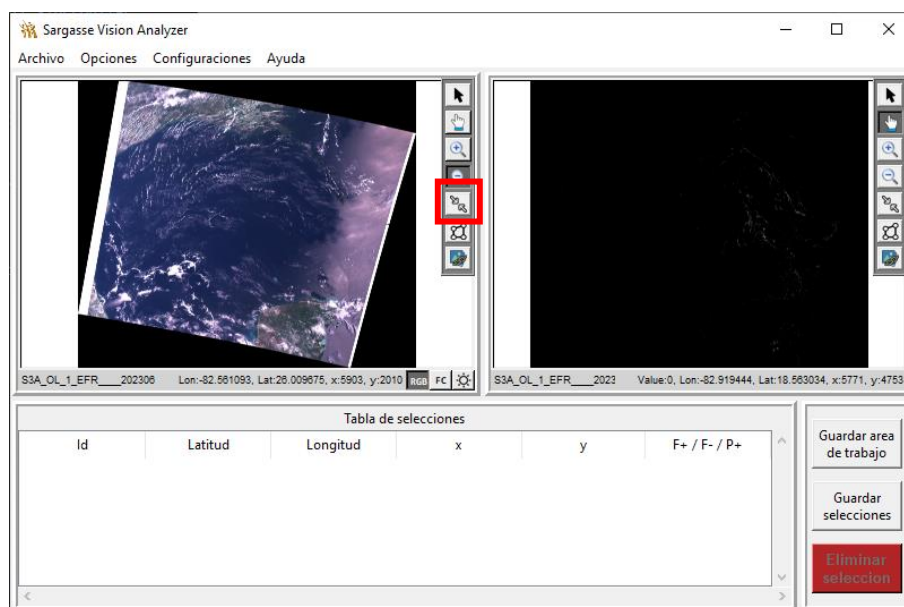 Sargasse Vision Analyzer
Archivo Opciones Configuraciones Ayuda
S3A_OL_1_EFR____202306 Lon:-82.561093, Lat:26.009675, x:5903, y:2010 RGB FC
S3A_OL_1_EFR____2023 Value:0, Lon:-82.919444, Lat:18.563034, x:5771, y:4753
Tabla de selecciones
Id Latitud Longitud x y F+ / F- / P+
Guardar area
de trabajo
Guardar
selecciones
Eliminar
seleccion